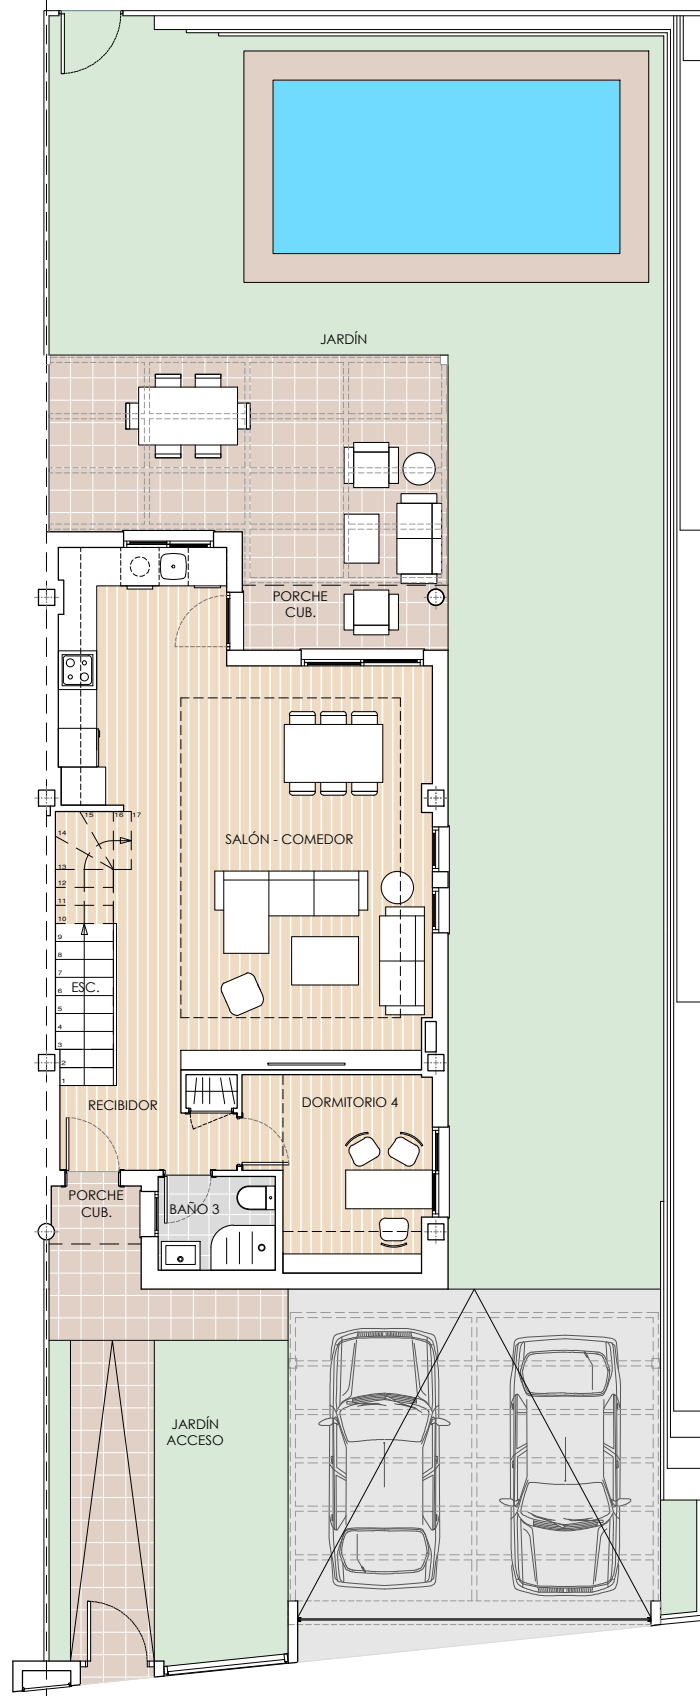 JARDÍN
PORCHE
CUB.
SALÓN - COMEDOR
15
16
17
14
13
12
11
10
9
8
7
ESC.
6
5
4
3
2
1
RECIBIDOR
DORMITORIO 4
PORCHE
CUB.
BAÑO 3
JARDÍN
ACCESO